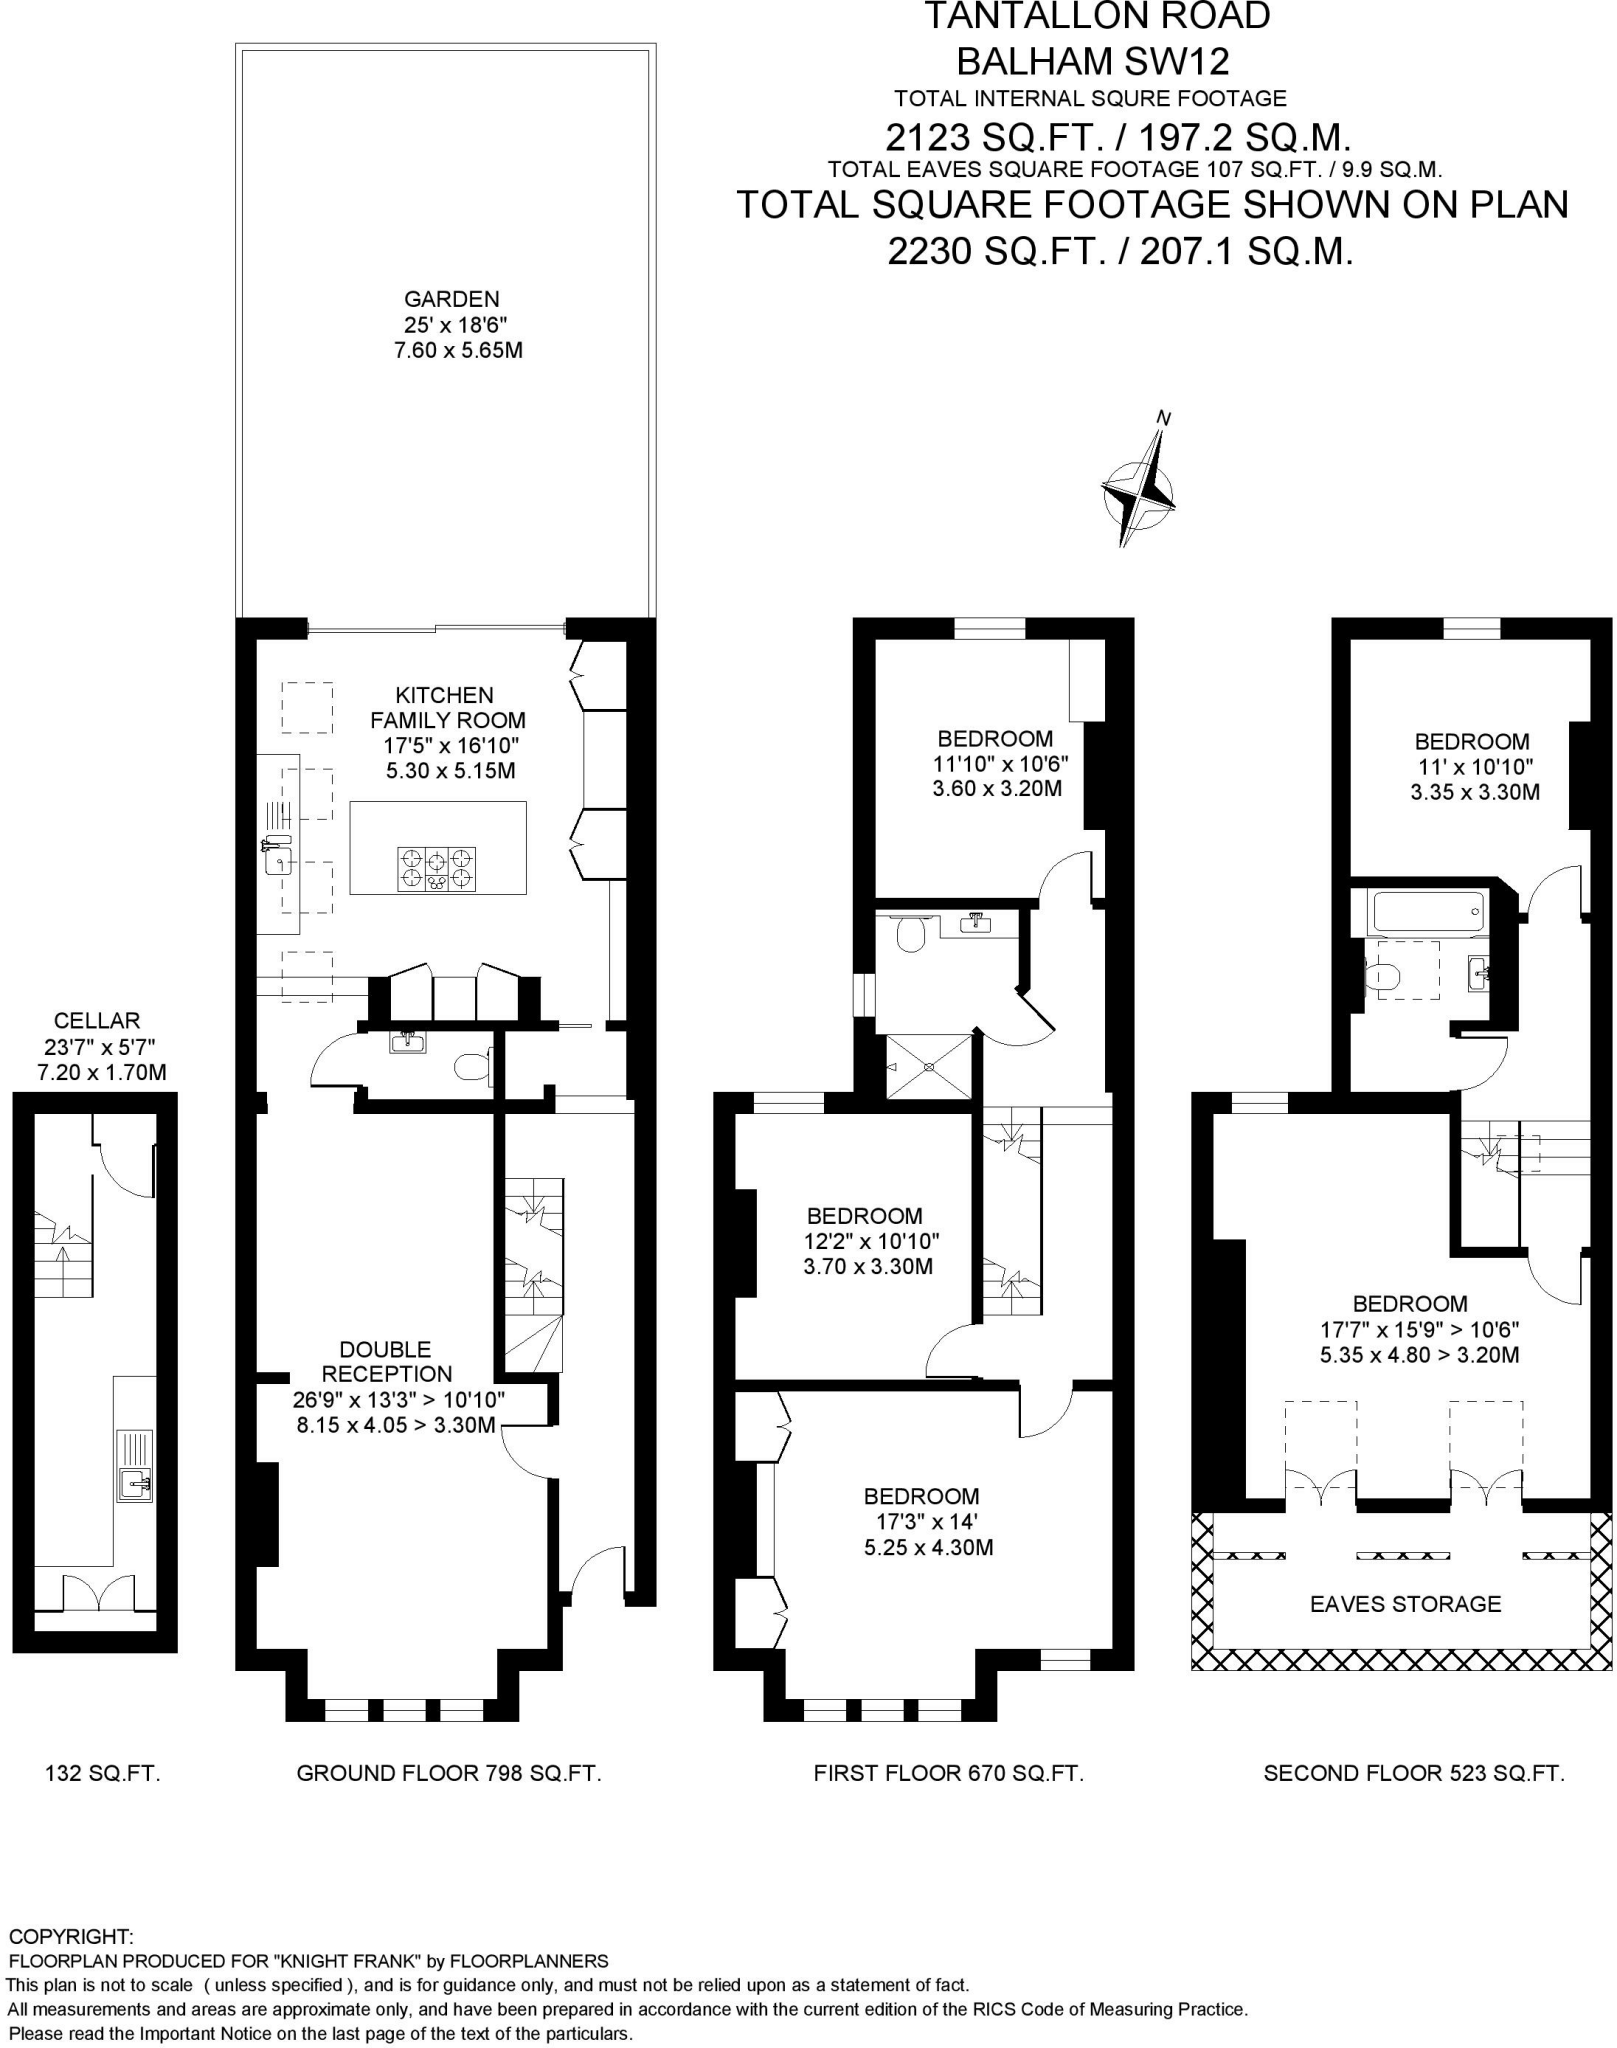 TANTALLON ROAD
BALHAM SW12
TOTAL INTERNAL SQURE FOOTAGE
2123 SQ.FT. / 197.2 SQ.M.
TOTAL EAVES SQUARE FOOTAGE 107 SQ.FT. / 9.9 SQ.M.
TOTAL SQUARE FOOTAGE SHOWN ON PLAN
2230 SQ.FT. / 207.1 SQ.M.
GARDEN
25' x 18'6"
7.60 x 5.65M
N
KITCHEN
FAMILY ROOM
17'5" x 16'10"
5.30 x 5.15M
BEDROOM
11'10" x 10'6"
3.60 x 3.20M
BEDROOM
11' x 10'10"
3.35 x 3.30M
CELLAR
23'7" x 5'7"
7.20 x 1.70M
BEDROOM
12'2" x 10'10"
3.70 x 3.30M
DOUBLE
RECEPTION
26'9" x 13'3" > 10'10"
8.15 x 4.05 > 3.30M
BEDROOM
17'7" x 15'9" > 10'6"
5.35 x 4.80 > 3.20M
BEDROOM
17'3" x 14'
5.25 x 4.30M
EAVES STORAGE
132 SQ.FT.
GROUND FLOOR 798 SQ.FT.
FIRST FLOOR 670 SQ.FT.
SECOND FLOOR 523 SQ.FT.
COPYRIGHT:
FLOORPLAN PRODUCED FOR "KNIGHT FRANK" by FLOORPLANNERS
This plan is not to scale ( unless specified ), and is for guidance only, and must not be relied upon as a statement of fact.
All measurements and areas are approximate only, and have been prepared in accordance with the current edition of the RICS Code of Measuring Practice.
Please read the Important Notice on the last page of the text of the particulars.